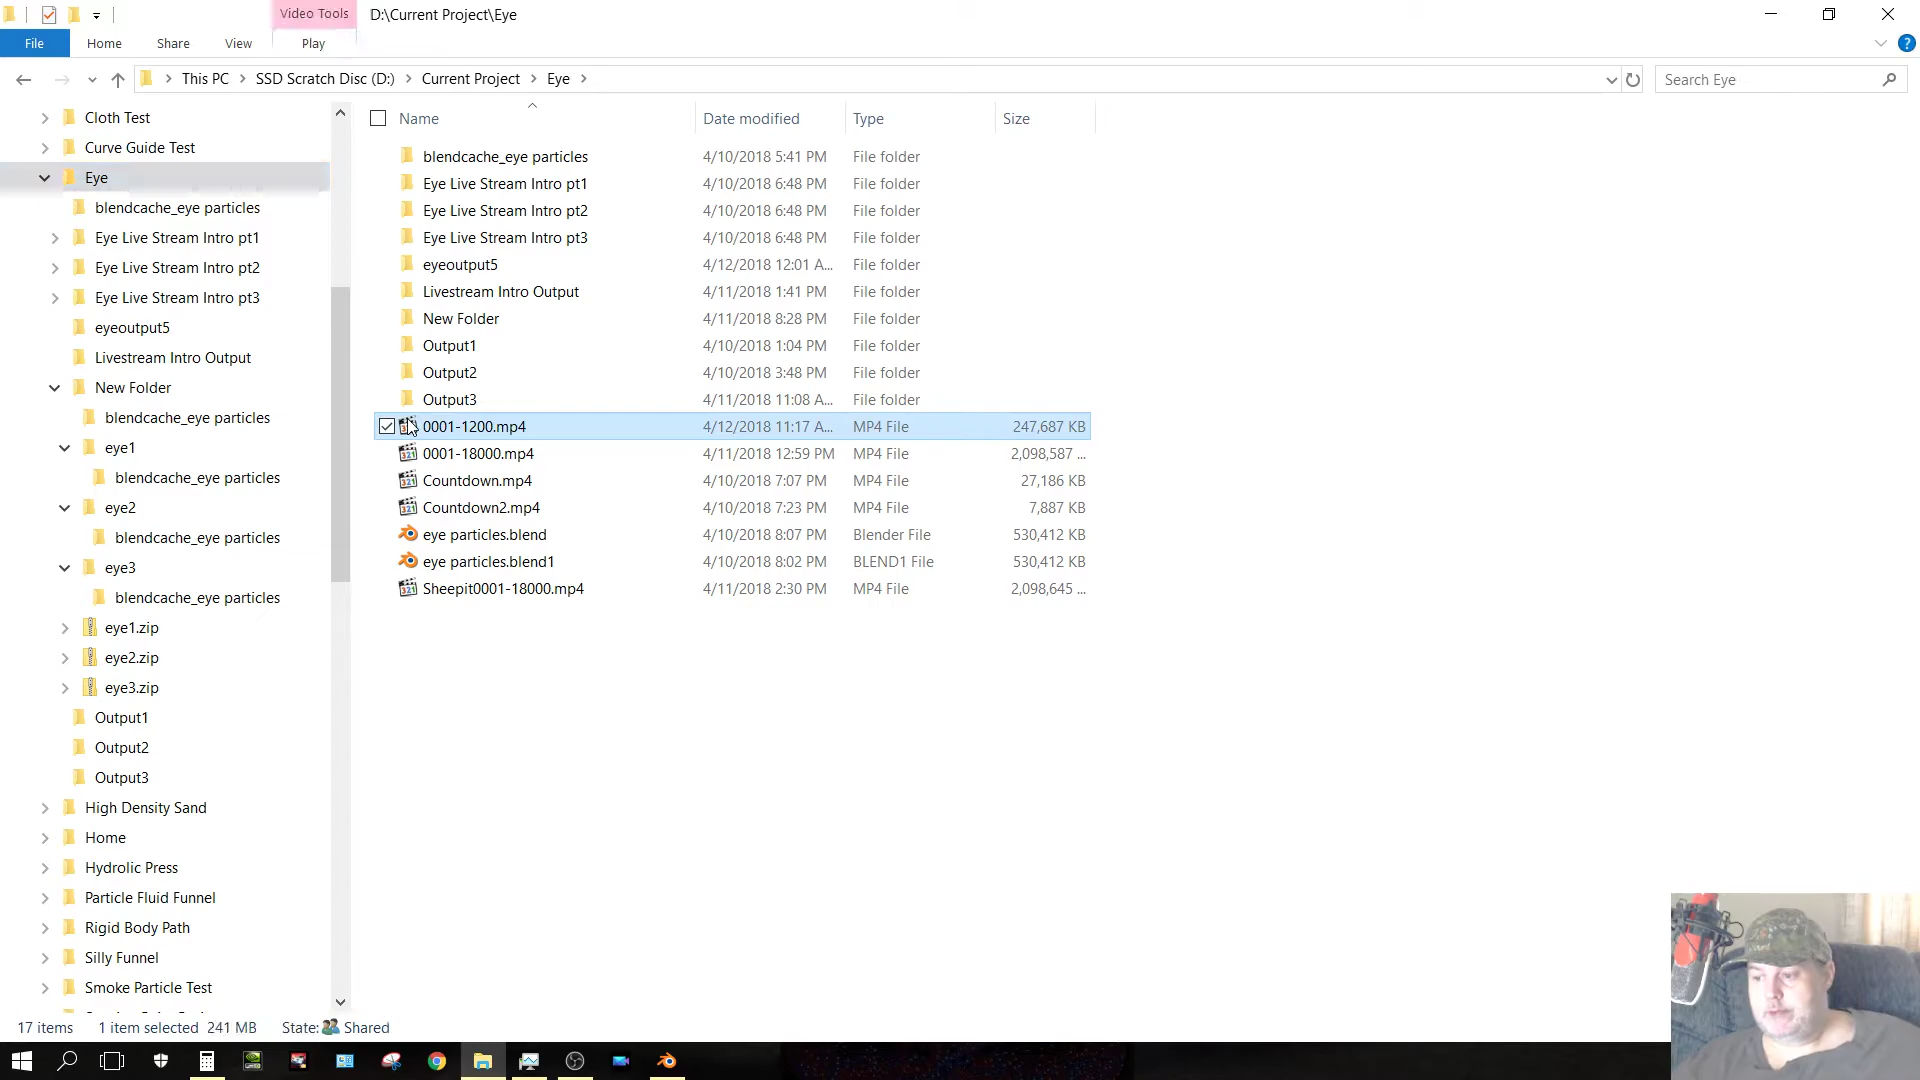 Video Tools
D:\Current Project\Eye
File
Home
Share
View
Play
This PC
SSD Scratch Disc (D:)
Current Project
Eye
Search Eye
Name
Date modified
Type
Size
Cloth Test
Curve Guide Test
Eye
blendcache_eye particles
Eye Live Stream Intro pt1
Eye Live Stream Intro pt2
Eye Live Stream Intro pt3
eyeoutput5
Livestream Intro Output
New Folder
blendcache_eye particles
eye1
blendcache_eye particles
eye2
blendcache_eye particles
eye3
blendcache_eye particles
eye1.zip
eye2.zip
eye3.zip
Output1
Output2
Output3
High Density Sand
Home
Hydrolic Press
Particle Fluid Funnel
Rigid Body Path
Silly Funnel
Smoke Particle Test
blendcache_eye particles 4/10/2018 5:41 PM File folder
Eye Live Stream Intro pt1 4/10/2018 6:48 PM File folder
Eye Live Stream Intro pt2 4/10/2018 6:48 PM File folder
Eye Live Stream Intro pt3 4/10/2018 6:48 PM File folder
eyeoutput5 4/12/2018 12:01 A... File folder
Livestream Intro Output 4/11/2018 1:41 PM File folder
New Folder 4/11/2018 8:28 PM File folder
Output1 4/10/2018 1:04 PM File folder
Output2 4/10/2018 3:48 PM File folder
Output3 4/11/2018 11:08 A... File folder
0001-1200.mp4 4/12/2018 11:17 A... MP4 File 247,687 KB
0001-18000.mp4 4/11/2018 12:59 PM MP4 File 2,098,587 ...
Countdown.mp4 4/10/2018 7:07 PM MP4 File 27,186 KB
Countdown2.mp4 4/10/2018 7:23 PM MP4 File 7,887 KB
eye particles.blend 4/10/2018 8:07 PM Blender File 530,412 KB
eye particles.blend1 4/10/2018 8:02 PM BLEND1 File 530,412 KB
Sheepit0001-18000.mp4 4/11/2018 2:30 PM MP4 File 2,098,645 ...
17 items 1 item selected 241 MB State: Shared